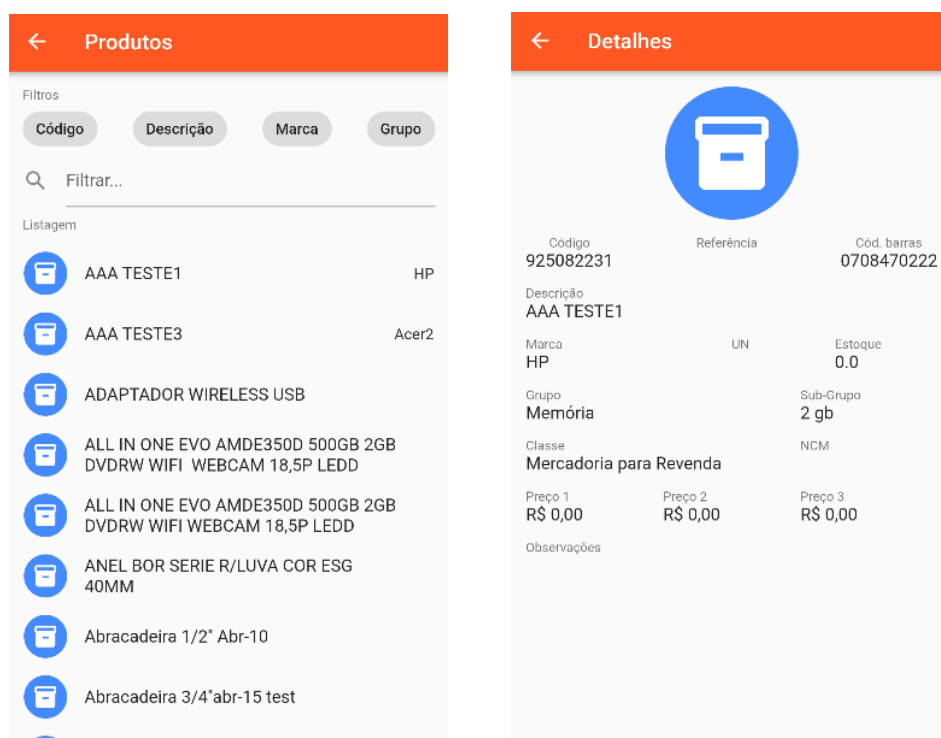 Produtos
Filtros
Código Descrição Marca Grupo
Filtrar...
Listagem
AAA TESTE1 HP
AAA TESTE3 Acer2
ADAPTADOR WIRELESS USB
ALL IN ONE EVO AMDE350D 500GB 2GB
DVDRW WIFI  WEBCAM 18,5P LEDD
ALL IN ONE EVO AMDE350D 500GB 2GB
DVDRW WIFI WEBCAM 18,5P LEDD
ANEL BOR SERIE R/LUVA COR ESG
40MM
Abracadeira 1/2" Abr-10
Abracadeira 3/4"abr-15 test
Detalhes
Código Referência Cód. barras
925082231 0708470222
Descrição
AAA TESTE1
Marca UN Estoque
HP 0.0
Grupo Sub-Grupo
Memória 2 gb
Classe NCM
Mercadoria para Revenda
Preço 1 Preço 2 Preço 3
R$ 0,00 R$ 0,00 R$ 0,00
Observações